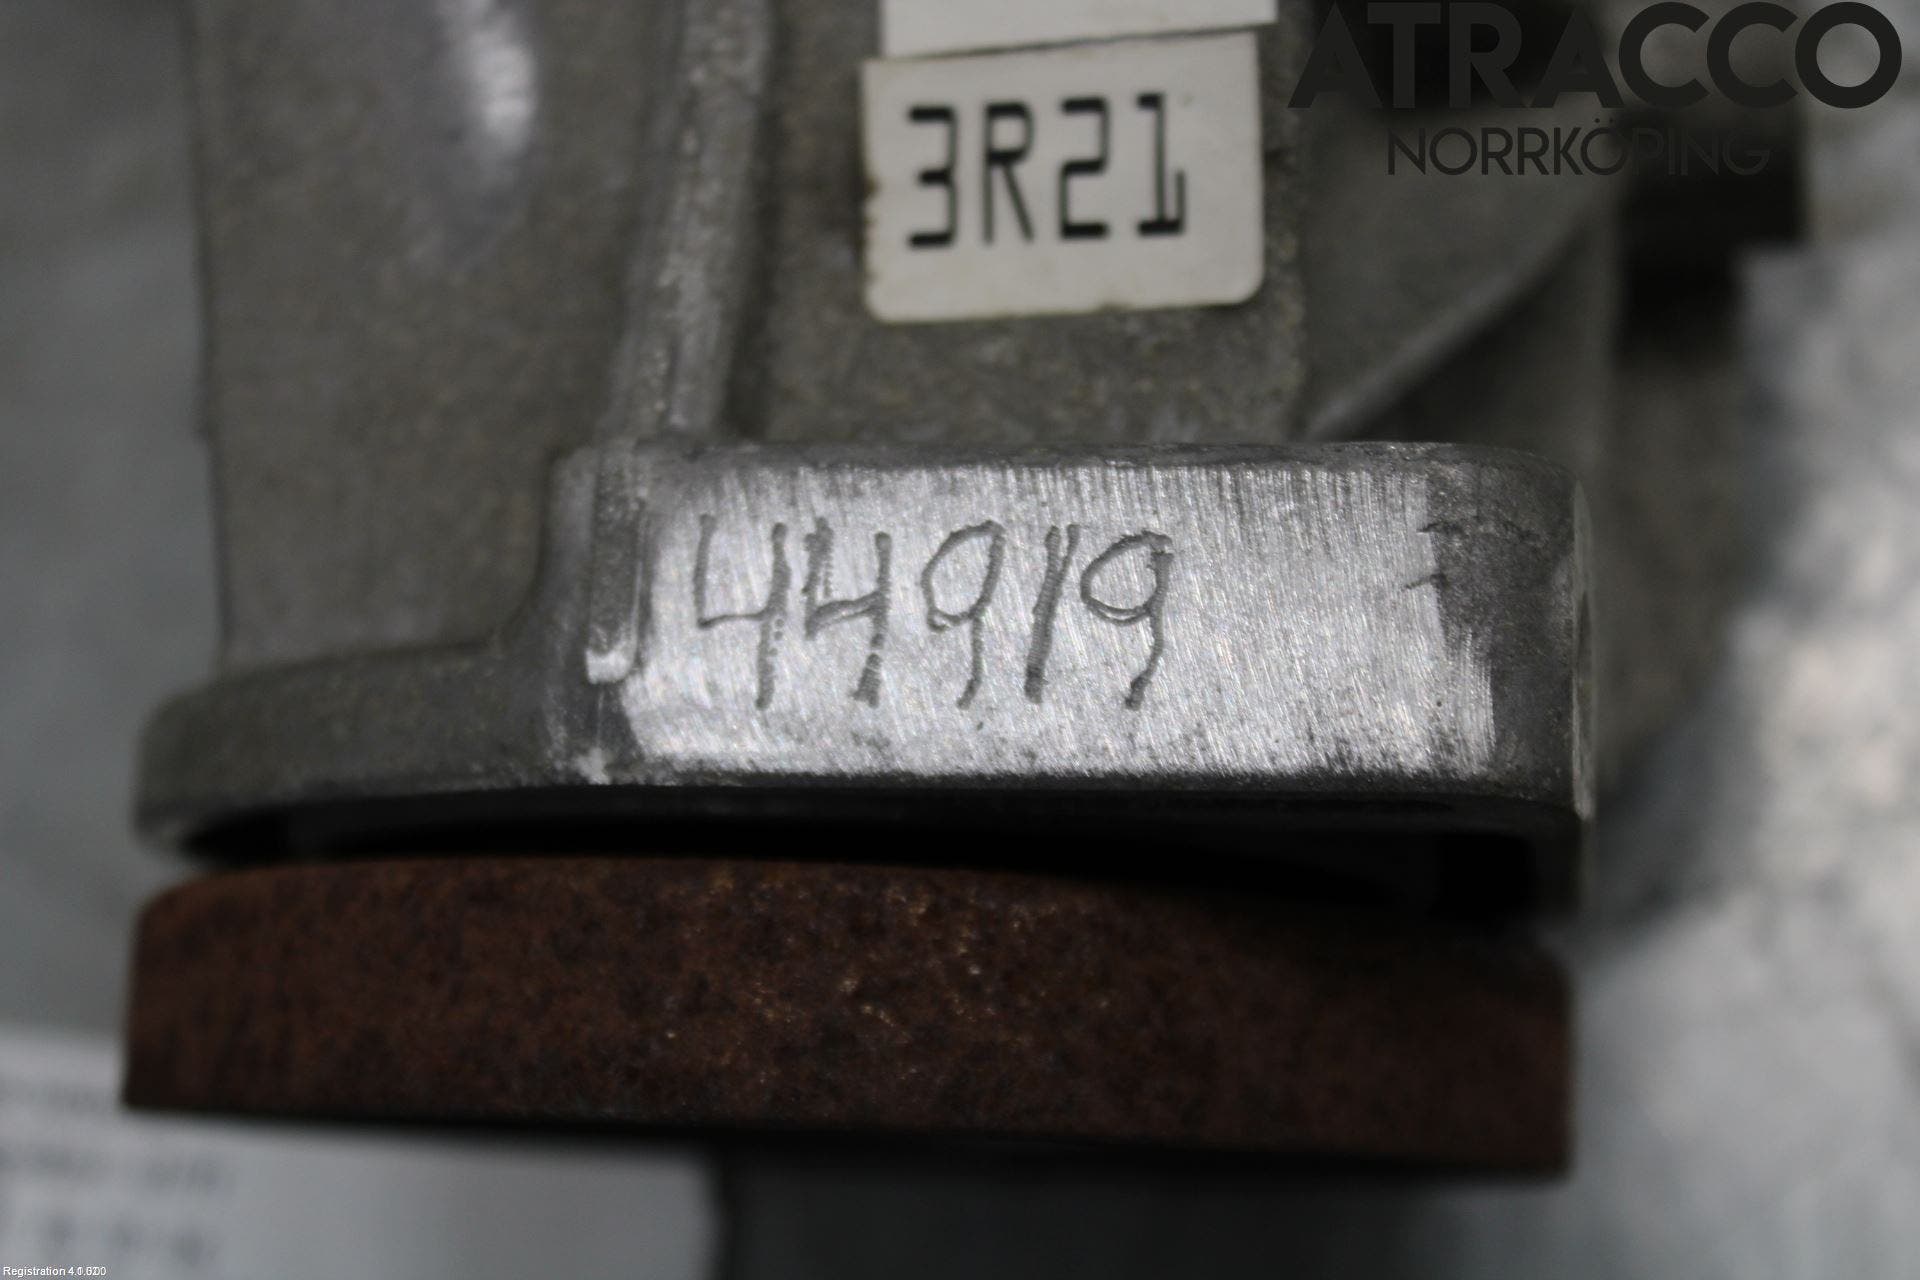 ATRACCO
NORRKÖPING
3R21
44919